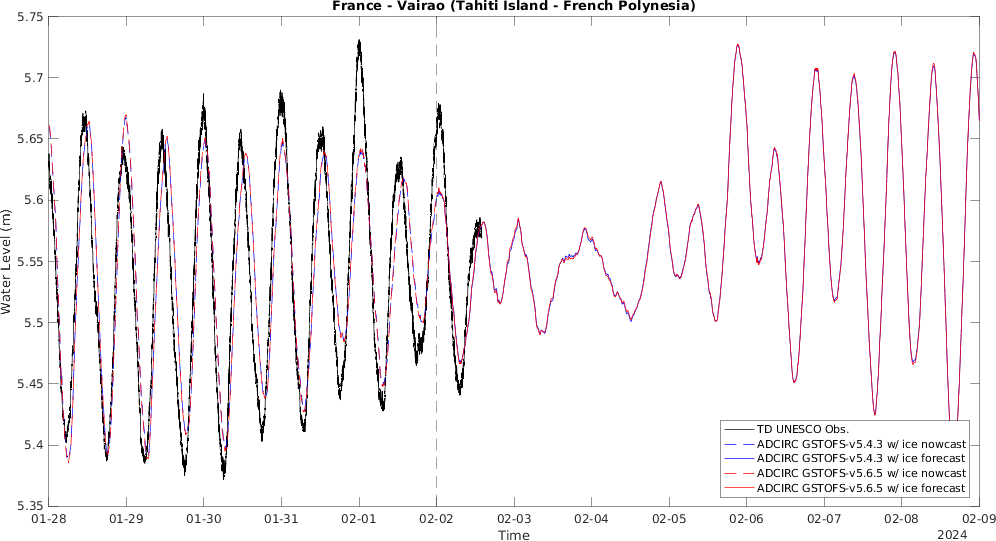 France - Vairao (Tahiti Island - French Polynesia)
5.75
5.7
5.65
5.6
5.55
5.5
5.45
5.4
5.35
Water Level (m)
TD UNESCO Obs.
ADCIRC GSTOFS-v5.4.3 w/ ice nowcast
ADCIRC GSTOFS-v5.4.3 w/ ice forecast
ADCIRC GSTOFS-v5.6.5 w/ ice nowcast
ADCIRC GSTOFS-v5.6.5 w/ ice forecast
01-28 01-29 01-30 01-31 02-01 02-02 02-03 02-04 02-05 02-06 02-07 02-08 02-09
Time
2024